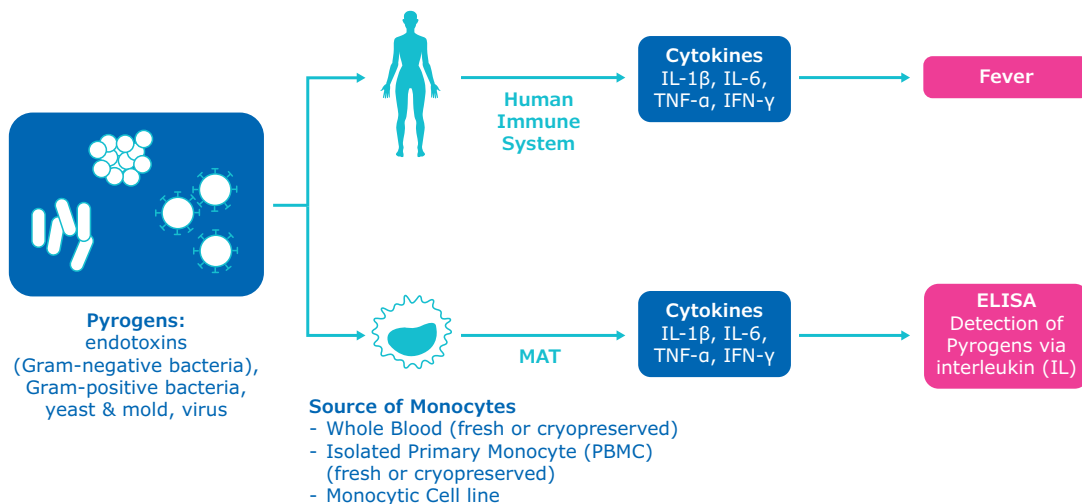 Human
Immune
System
Cytokines
IL-1β, IL-6,
TNF-α, IFN-γ
Fever
Pyrogens:
endotoxins
(Gram-negative bacteria),
Gram-positive bacteria,
yeast & mold, virus
MAT
Cytokines
IL-1β, IL-6,
TNF-α, IFN-γ
ELISA
Detection of
Pyrogens via
interleukin (IL)
Source of Monocytes
- Whole Blood (fresh or cryopreserved)
- Isolated Primary Monocyte (PBMC)
(fresh or cryopreserved)
- Monocytic Cell line